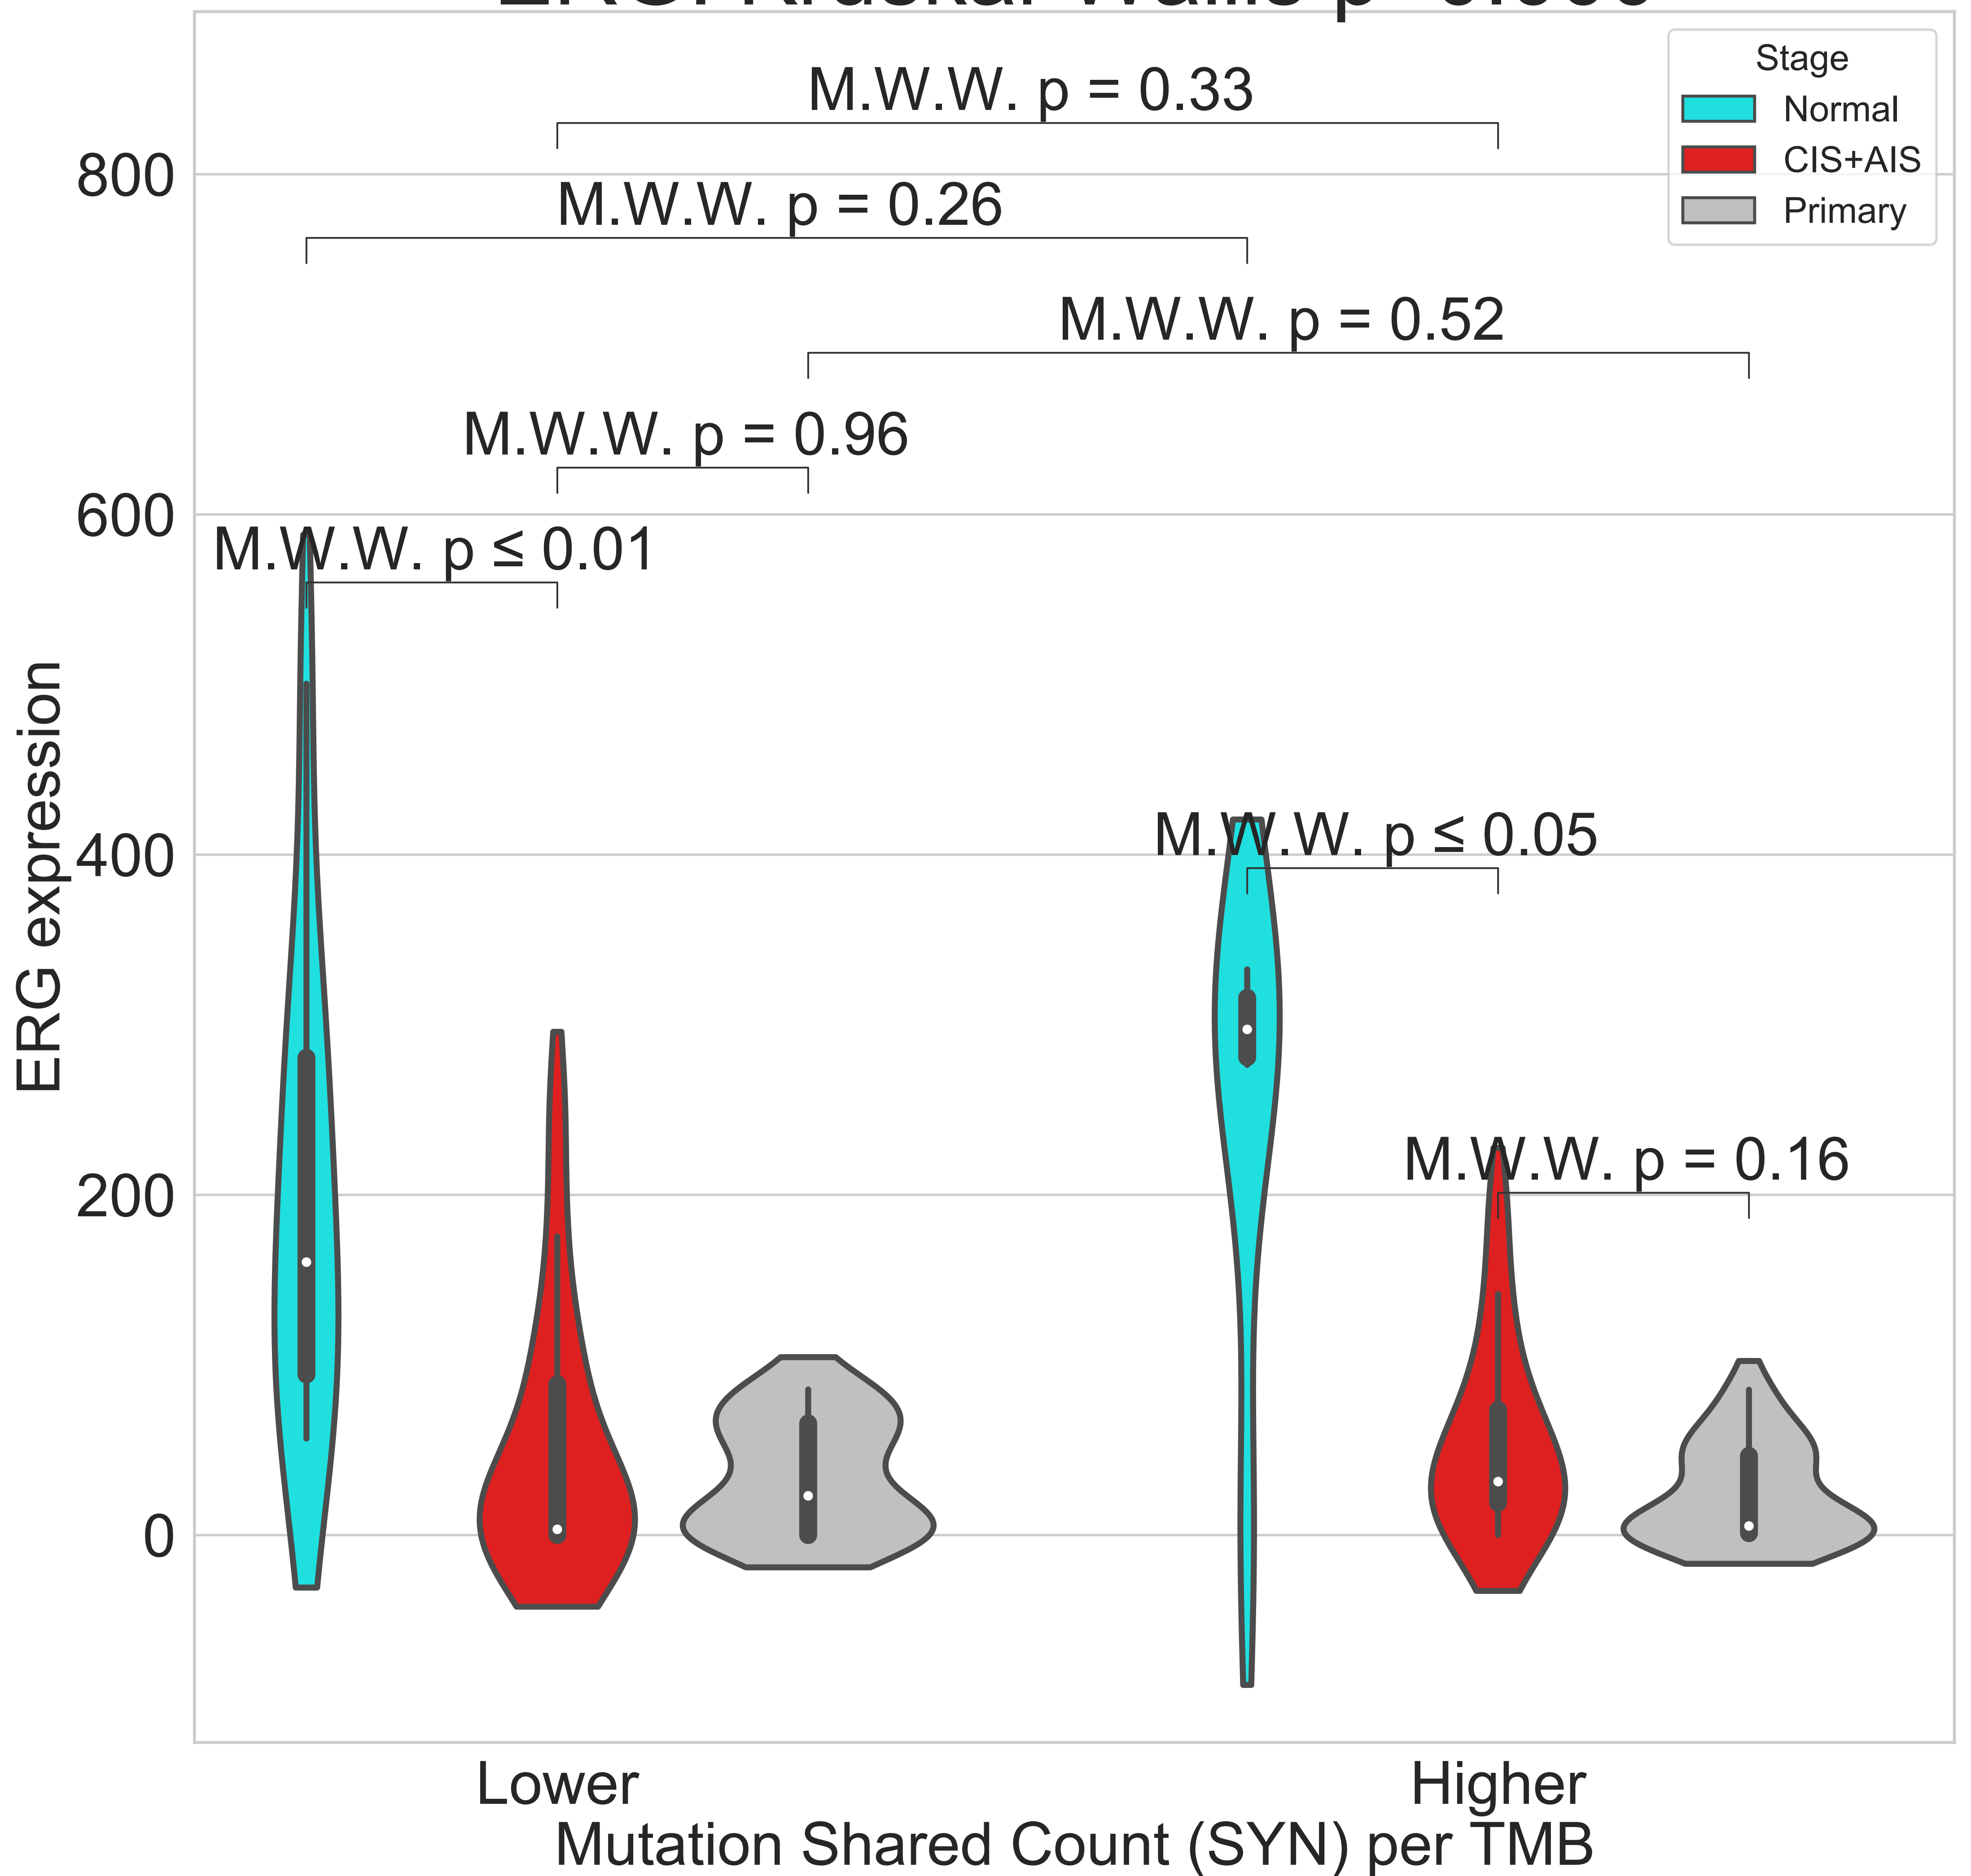 Stage
Normal
CIS+AIS
Primary
M.W.W. p = 0.33
M.W.W. p = 0.26
M.W.W. p = 0.52
M.W.W. p = 0.96
M.W.W. p ≤ 0.01
M.W.W. p ≤ 0.05
M.W.W. p = 0.16
800
600
400
200
0
ERG expression
Lower
Higher
Mutation Shared Count (SYN) per TMB